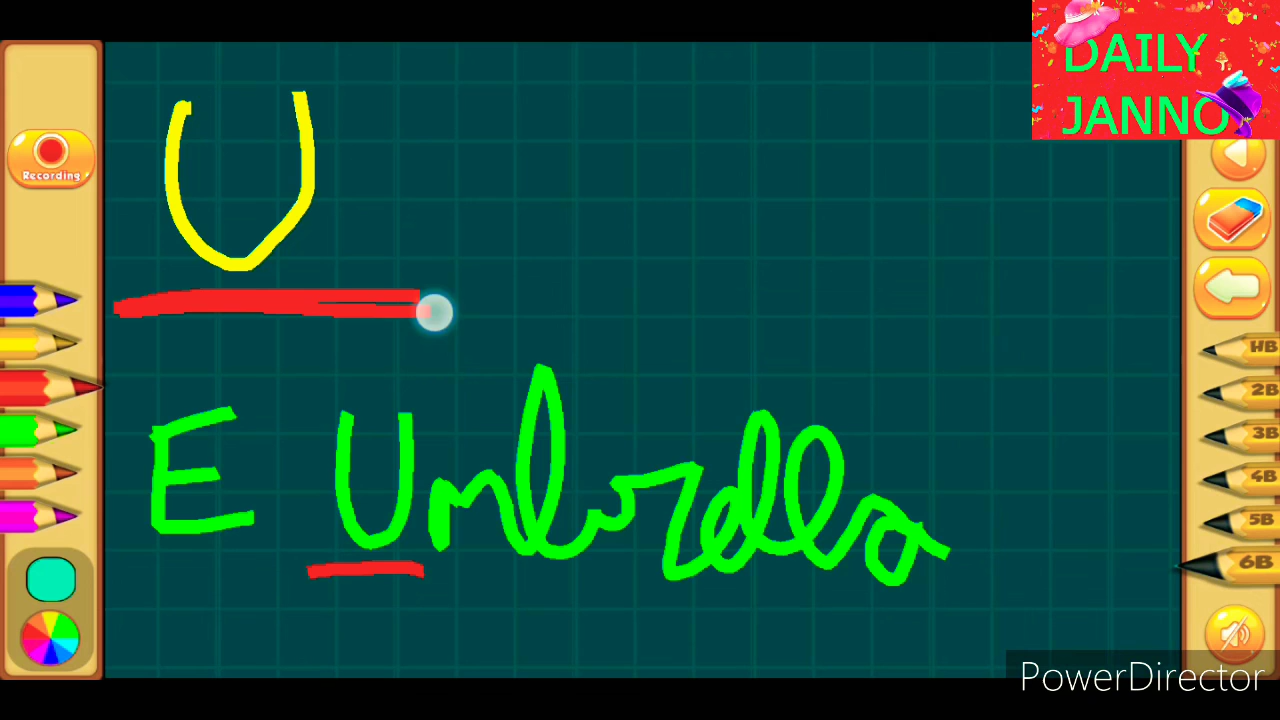 DAILY
JANNO
U
Recording
E Umbrella
HB
2B
3B
4B
5B
6B
PowerDirector